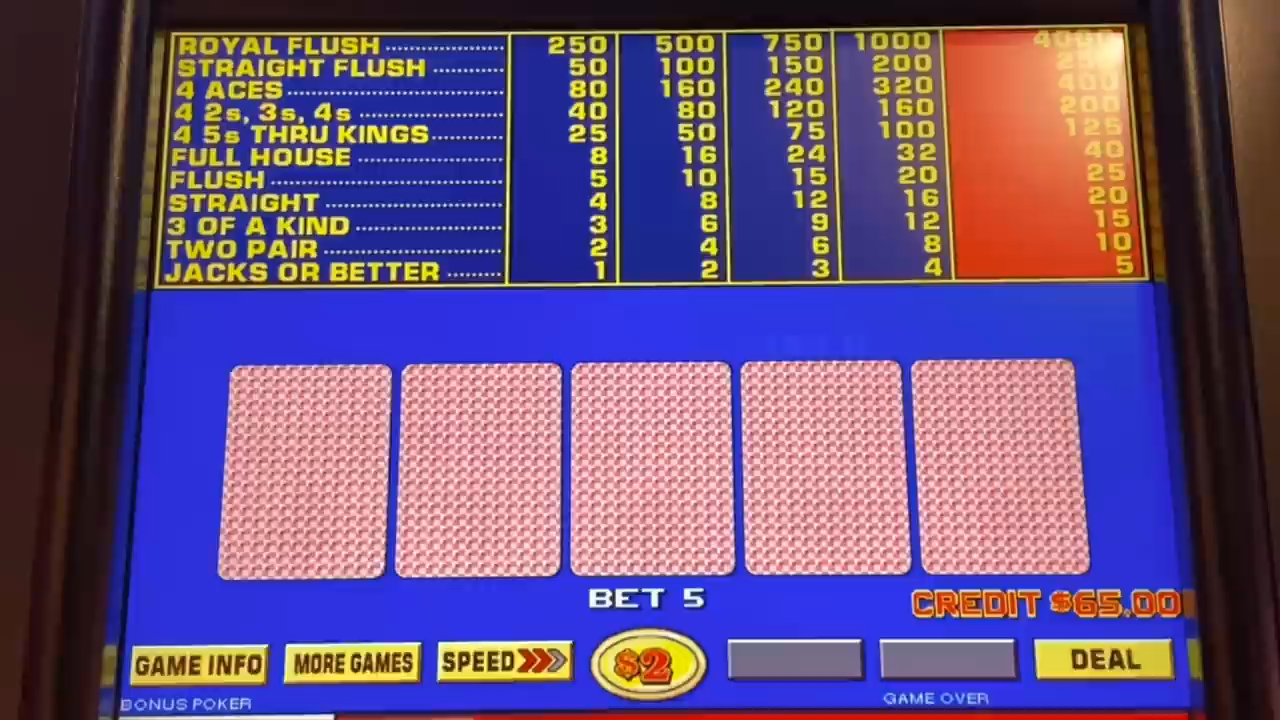 ROYAL FLUSH 250 500 750 1000 4000
STRAIGHT FLUSH 50 100 150 200 250
4 ACES 80 160 240 320 400
4 2s, 3s, 4s 40 80 120 160 200
4 5s THRU KINGS 25 50 75 100 125
FULL HOUSE 8 16 24 32 40
FLUSH 5 10 15 20 25
STRAIGHT 4 8 12 16 20
3 OF A KIND 3 6 9 12 15
TWO PAIR 2 4 6 8 10
JACKS OR BETTER 1 2 3 4 5
BET 5 CREDIT $65.00
GAME INFO MORE GAMES SPEED $2 DEAL
BONUS POKER GAME OVER